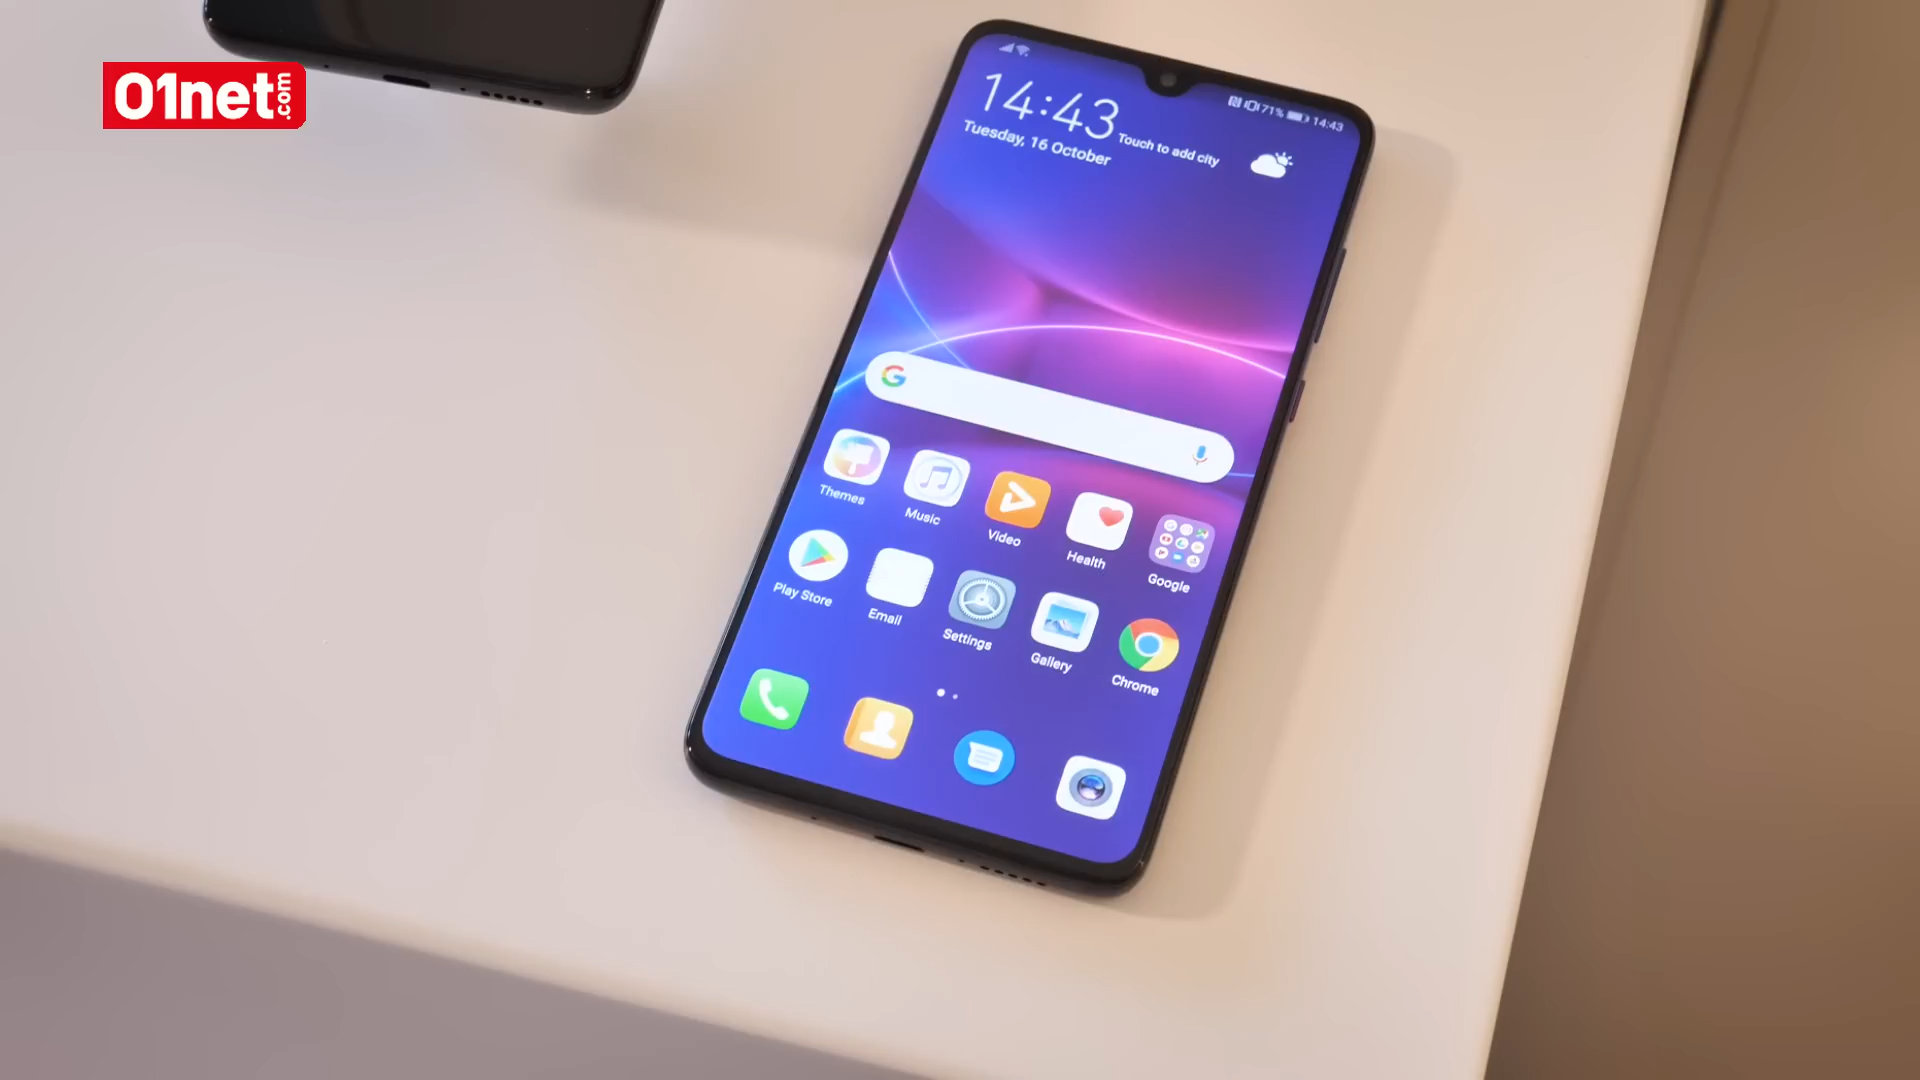 01net.com
71% 14:43
14:43
Touch to add city
Tuesday, 16 October
Themes
Music
Video
Health
Google
Play Store
Email
Settings
Gallery
Chrome